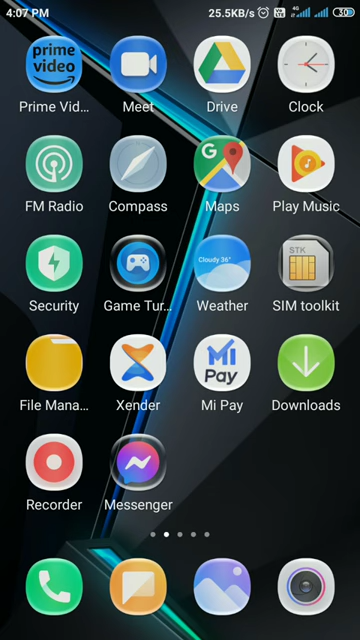 4:07 PM 25.5KB/s 4G 30
prime video
Prime Vid... Meet Drive Clock
G
FM Radio Compass Maps Play Music
Cloudy 36° STK
Security Game Tur... Weather SIM toolkit
Mi Pay
File Mana... Xender Mi Pay Downloads
Recorder Messenger